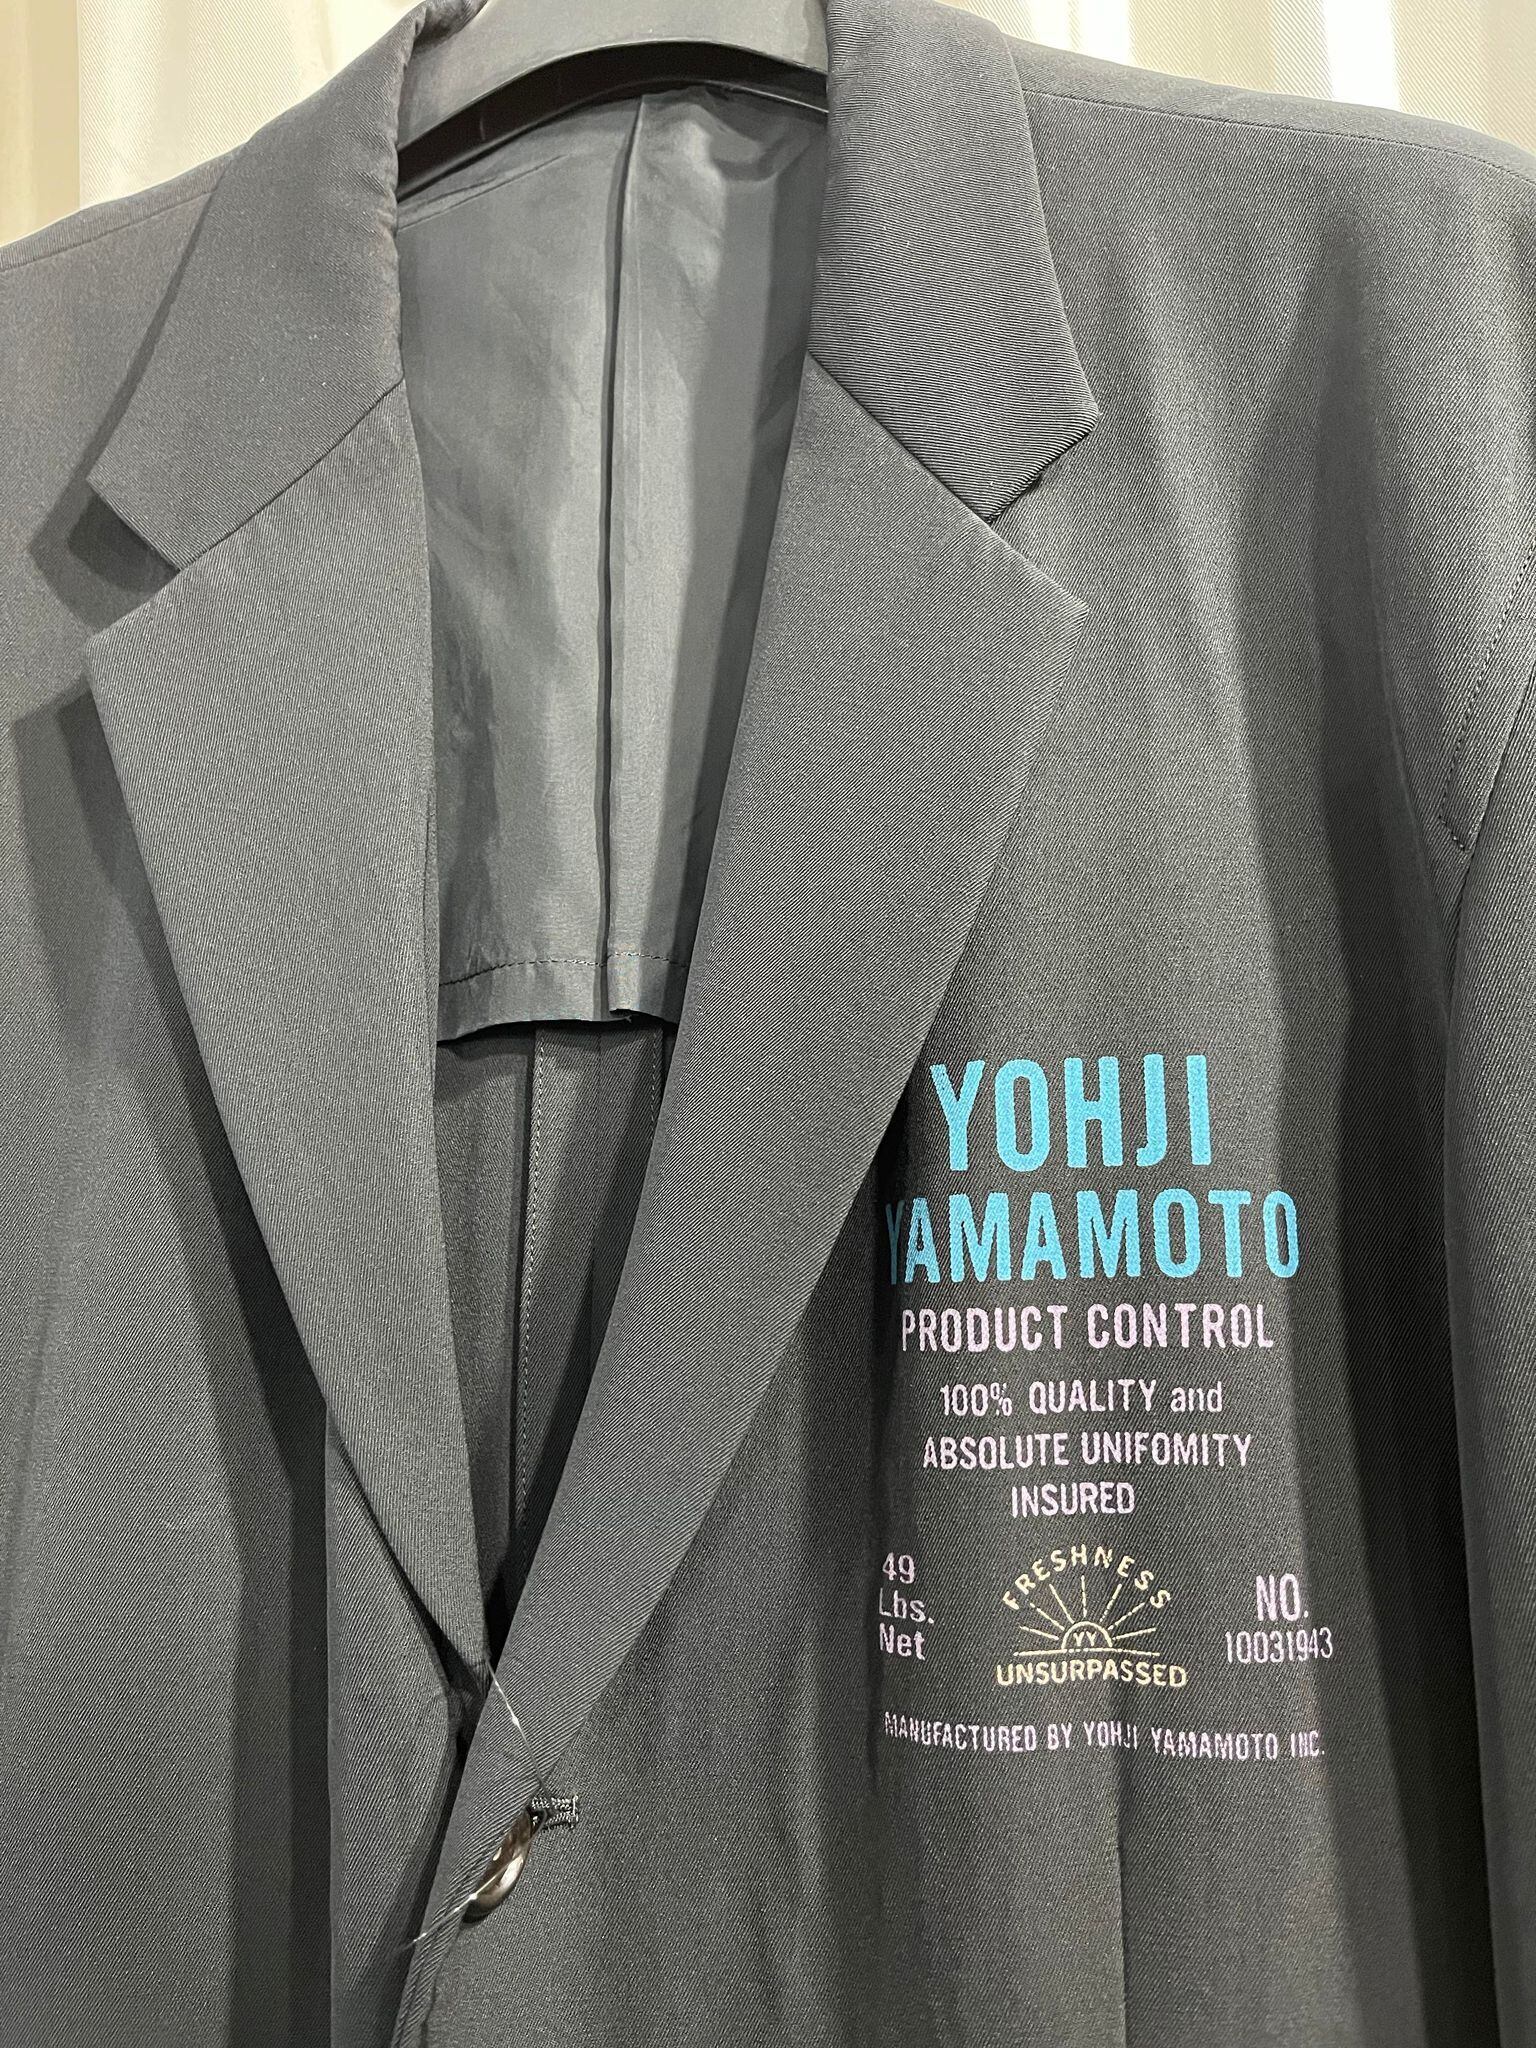 YOHJI
YAMAMOTO
PRODUCT CONTROL
100% QUALITY and
ABSOLUTE UNIFOMITY
INSURED
49
Lbs.
Net
FRESHNESS
YY
UNSURPASSED
NO.
10031943
MANUFACTURED BY YOHJI YAMAMOTO INC.